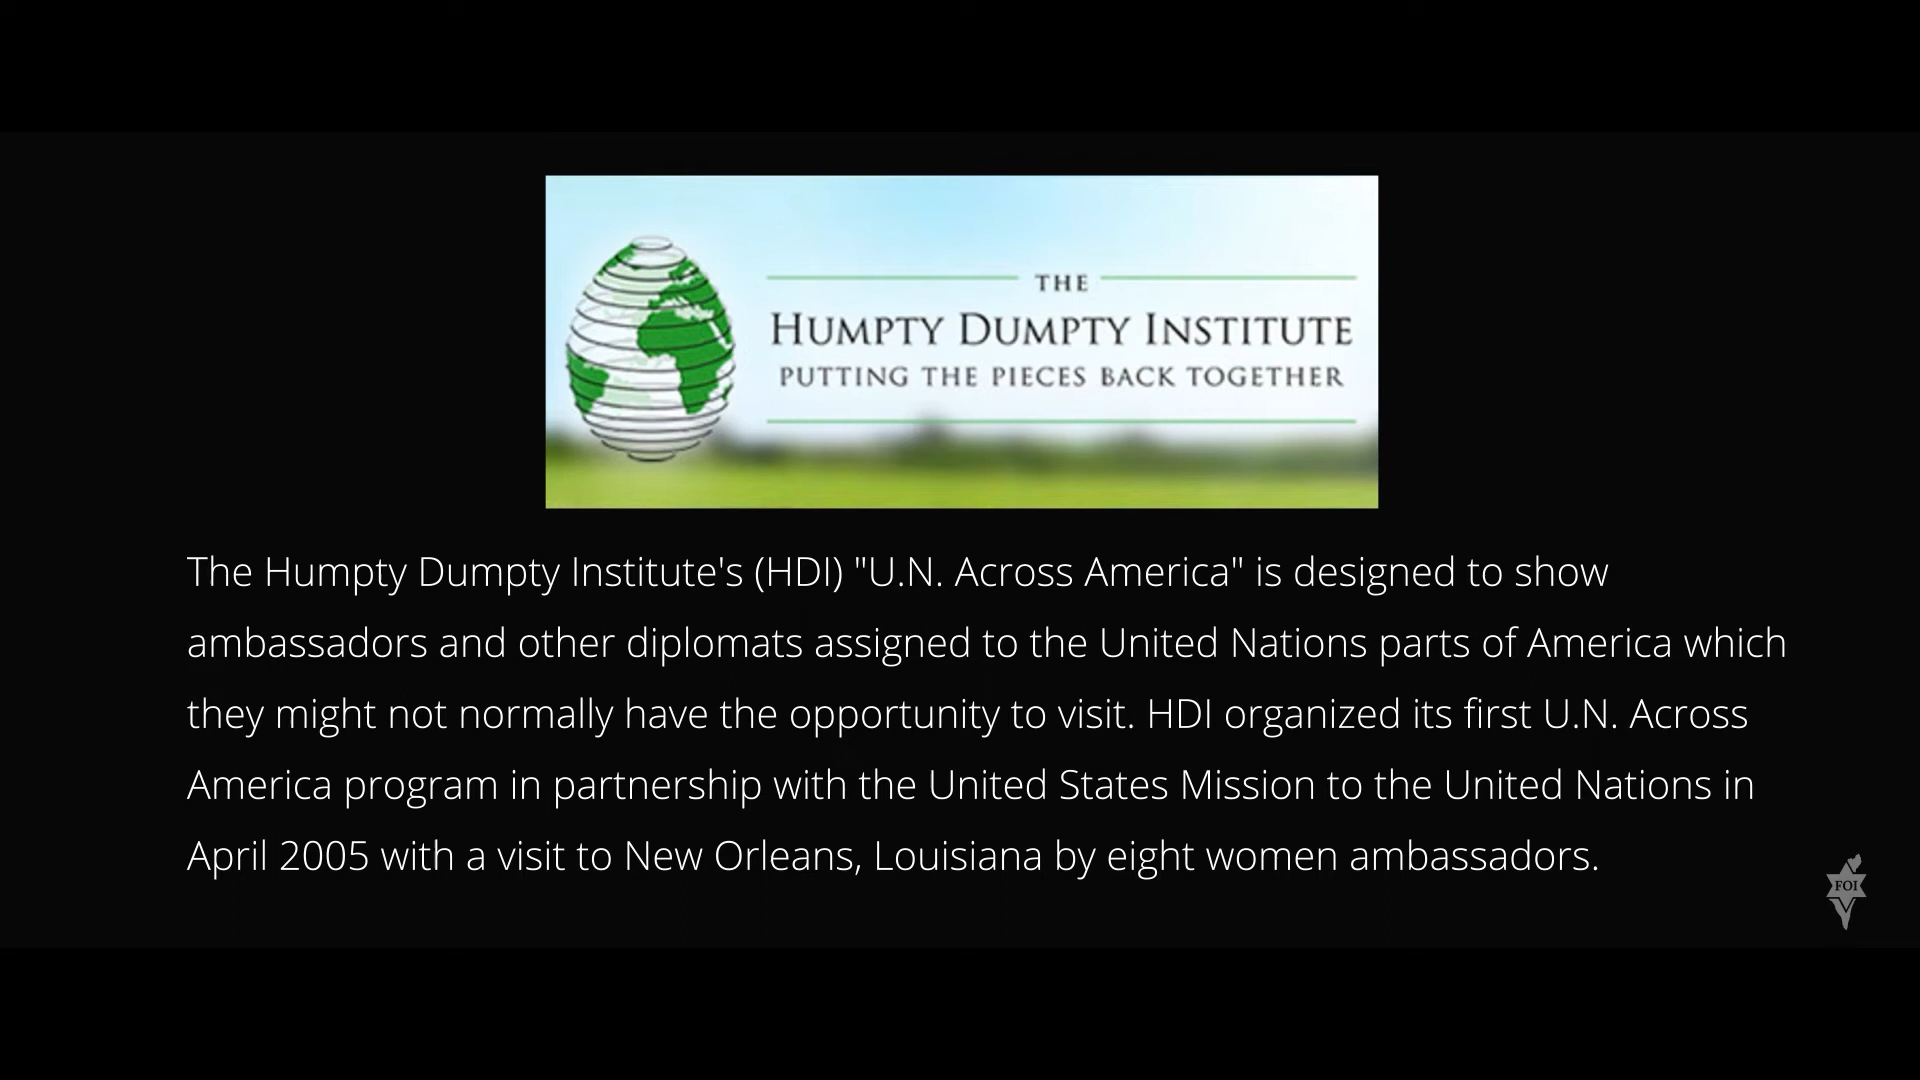 THE
HUMPTY DUMPTY INSTITUTE
PUTTING THE PIECES BACK TOGETHER
The Humpty Dumpty Institute's (HDI) "U.N. Across America" is designed to show
ambassadors and other diplomats assigned to the United Nations parts of America which
they might not normally have the opportunity to visit. HDI organized its first U.N. Across
America program in partnership with the United States Mission to the United Nations in
April 2005 with a visit to New Orleans, Louisiana by eight women ambassadors.
FOI